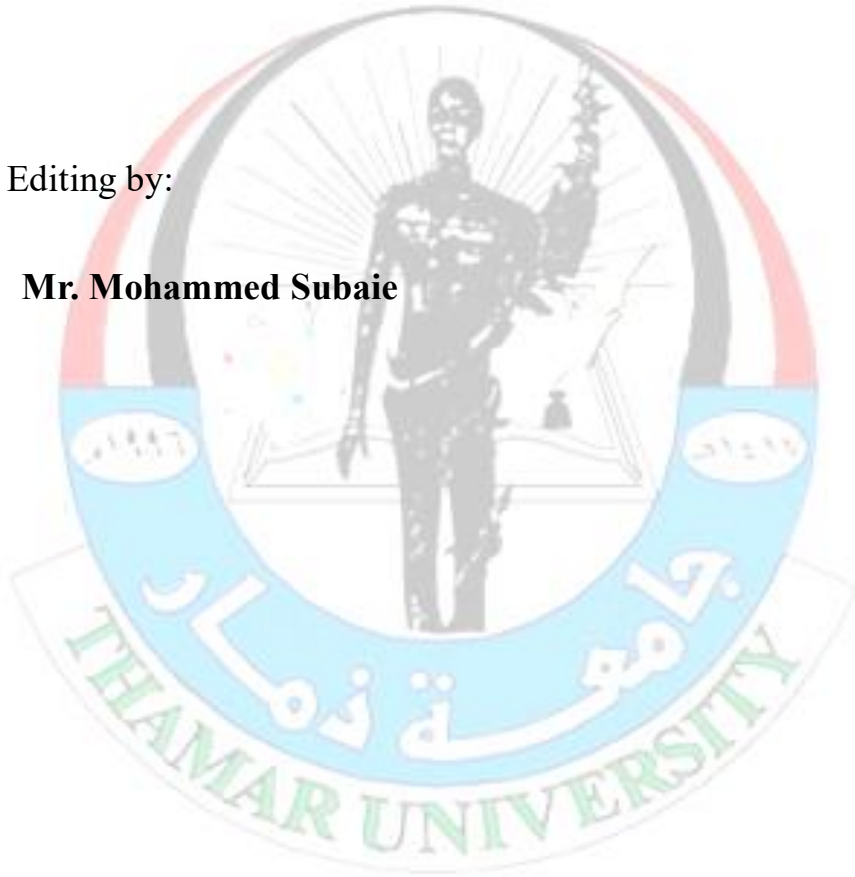 Editing by:
Mr. Mohammed Subaie
جامعة ذمار
THAMAR UNIVERSITY